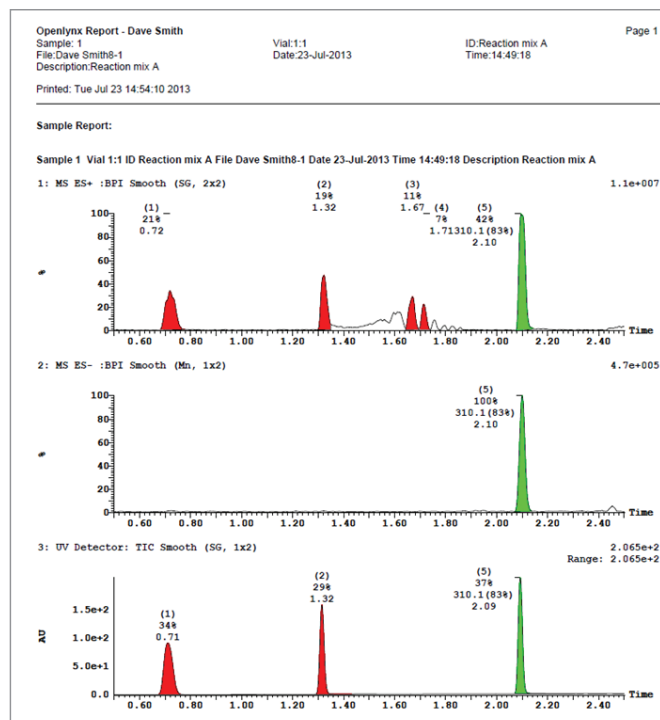 Openlynx Report - Dave Smith Page 1
Sample: 1 Vial:1:1 ID:Reaction mix A
File:Dave Smith8-1 Date:23-Jul-2013 Time:14:49:18
Description:Reaction mix A
Printed: Tue Jul 23 14:54:10 2013
Sample Report:
Sample 1 Vial 1:1 ID Reaction mix A File Dave Smith8-1 Date 23-Jul-2013 Time 14:49:18 Description Reaction mix A
1: MS ES+ :BPI Smooth (SG, 2x2) 1.1e+007
(2) (3)
19% 11%
(1) 1.32 1.67 (4) (5)
21% 7% 42%
0.72 1.71310.1(83%)
2.10
100
80
60
%
40
20
0
0.60 0.80 1.00 1.20 1.40 1.60 1.80 2.00 2.20 2.40 Time
2: MS ES- :BPI Smooth (Mn, 1x2) 4.7e+005
(5)
100%
310.1(83%)
2.10
100
80
60
%
40
20
0
0.60 0.80 1.00 1.20 1.40 1.60 1.80 2.00 2.20 2.40 Time
3: UV Detector: TIC Smooth (SG, 1x2) 2.065e+2
Range: 2.065e+2
(5)
(2) 37%
29% 310.1(83%)
1.32 2.09
(1)
34%
0.71
1.5e+2
1.0e+2
AU
5.0e+1
0.0
0.60 0.80 1.00 1.20 1.40 1.60 1.80 2.00 2.20 2.40 Time